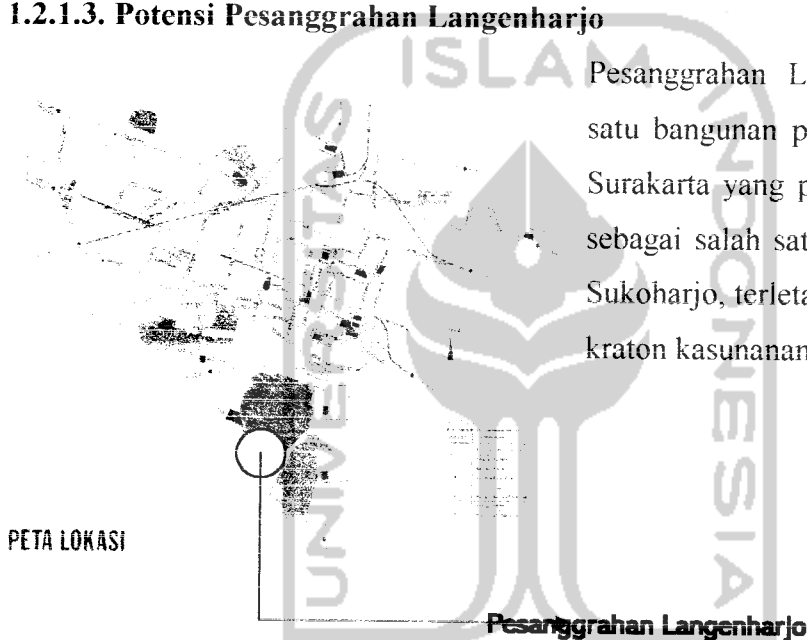 1.2.1.3. Potensi Pesanggrahan Langenharjo
Pesanggrahan L
satu bangunan p
Surakarta yang p
sebagai salah sat
Sukoharjo, terleta
kraton kasunanan
PETA LOKASI
Pesanggrahan Langenharjo
UNIVERSITAS
ISLAM
INDONESIA